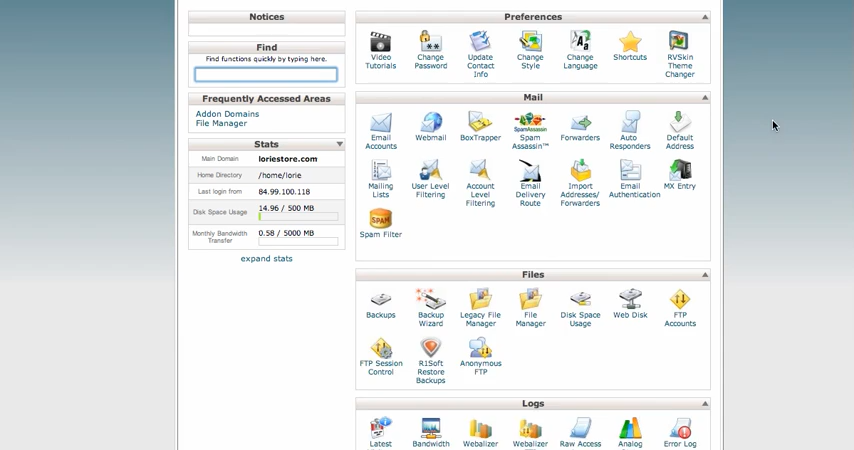 Notices
Find
Find functions quickly by typing here.
Frequently Accessed Areas
Addon Domains
File Manager
Stats
Main Domain loriestore.com
Home Directory /home/lorie
Last login from 84.99.100.118
Disk Space Usage 14.96 / 5000 MB
Monthly Bandwidth 0.58 / 5000 MB
Transfer
expand stats
Preferences
Video Tutorials
Change Password
Update Contact Info
Change Style
Change Language
Shortcuts
RVSkin Theme Changer
Mail
Email Accounts
Webmail
BoxTrapper
SpamAssassin
Spam Assassin™
Forwarders
Auto Responders
Default Address
Mailing Lists
User Level Filtering
Account Level Filtering
Email Delivery Route
Import Addresses/ Forwarders
Email Authentication
MX Entry
SPAM
Spam Filter
Files
Backups
Backup Wizard
Legacy File Manager
File Manager
Disk Space Usage
Web Disk
FTP Accounts
FTP Session Control
R1Soft Restore Backups
Anonymous FTP
Logs
Latest
Bandwidth
Webalizer
Webalizer
Raw Access
Analog
Error Log